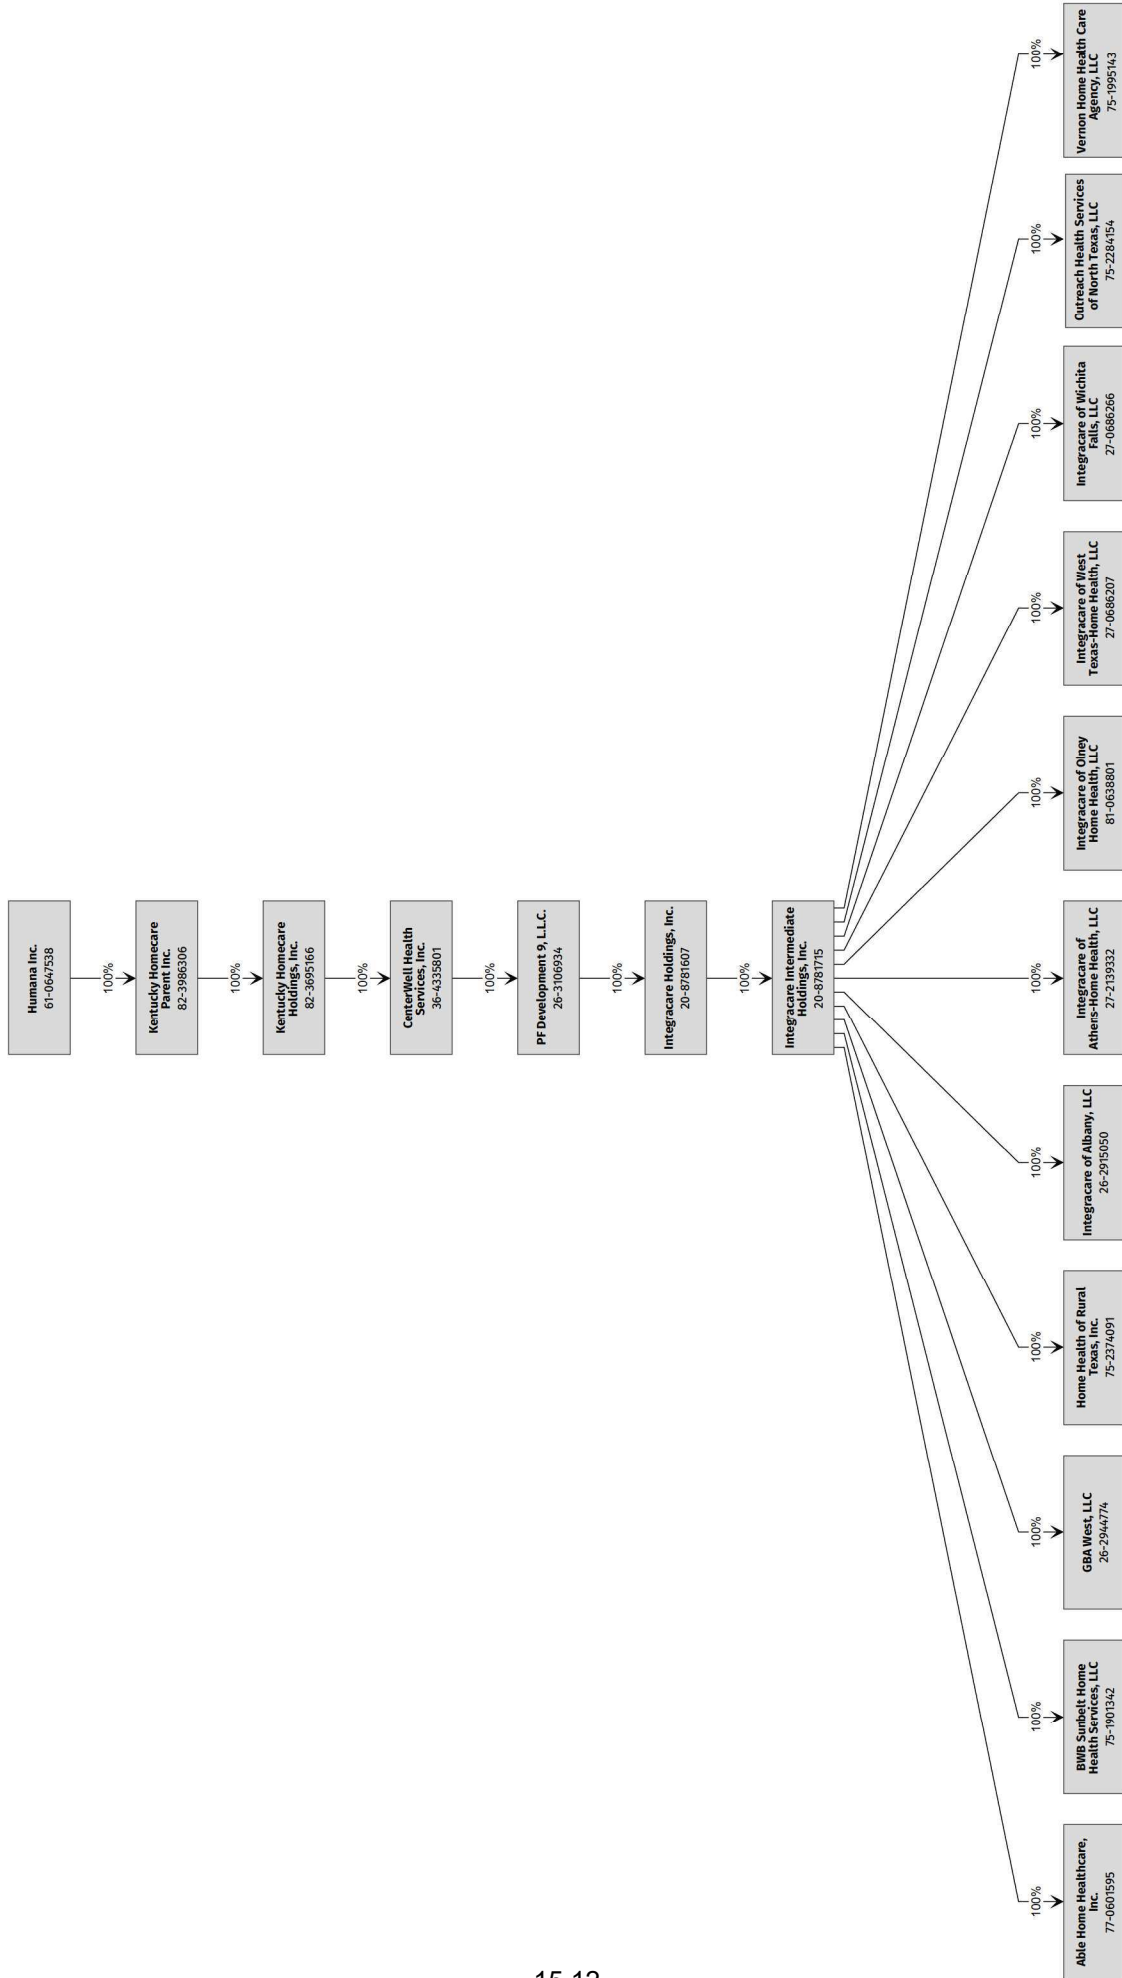 Humana Inc.
61-0647538
100%
Kentucky Homecare
Parent Inc.
82-3986306
100%
Kentucky Homecare
Holdings, Inc.
82-3695166
100%
CenterWell Health
Services, Inc.
36-4335801
100%
PF Development 9, L.L.C.
26-3106934
100%
Integracare Holdings, Inc.
20-8781607
100%
Integracare Intermediate
Holdings, Inc.
20-8781715
100%
Able Home Healthcare,
Inc.
77-0601595
100%
BWB Sunbelt Home
Health Services, LLC
75-1901342
100%
GBA West, LLC
26-2944774
100%
Home Health of Rural
Texas, Inc.
75-2374091
100%
Integracare of Albany, LLC
26-2915050
100%
Integracare of
Athens-Home Health, LLC
27-2139332
100%
Integracare of Olney
Home Health, LLC
81-0638801
100%
Integracare of West
Texas-Home Health, LLC
27-0686207
100%
Integracare of Wichita
Falls, LLC
27-0686266
100%
Outreach Health Services
of North Texas, LLC
75-2284154
100%
Vernon Home Health Care
Agency, LLC
75-1995143
15.12